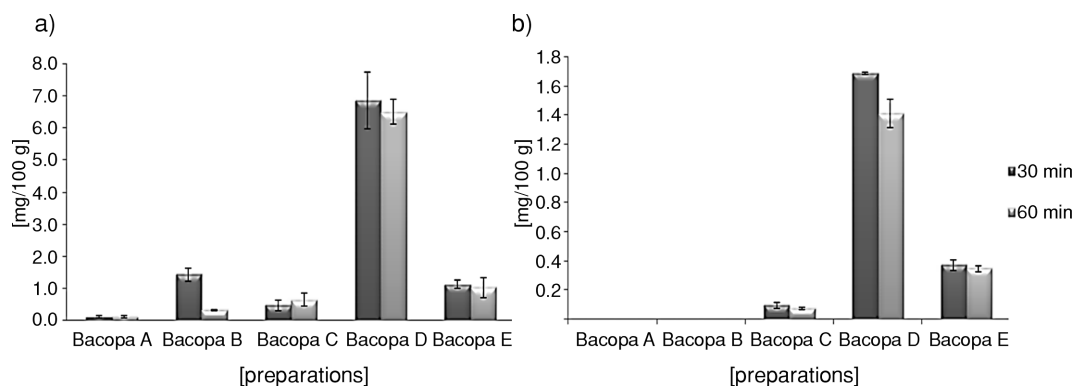 a)
8.0
7.0
6.0
5.0
4.0
3.0
2.0
1.0
0.0
[mg/100 g]
Bacopa A Bacopa B Bacopa C Bacopa D Bacopa E
[preparations]
b)
1.8
1.6
1.4
1.2
1.0
0.8
0.6
0.4
0.2
[mg/100 g]
Bacopa A Bacopa B Bacopa C Bacopa D Bacopa E
[preparations]
30 min
60 min